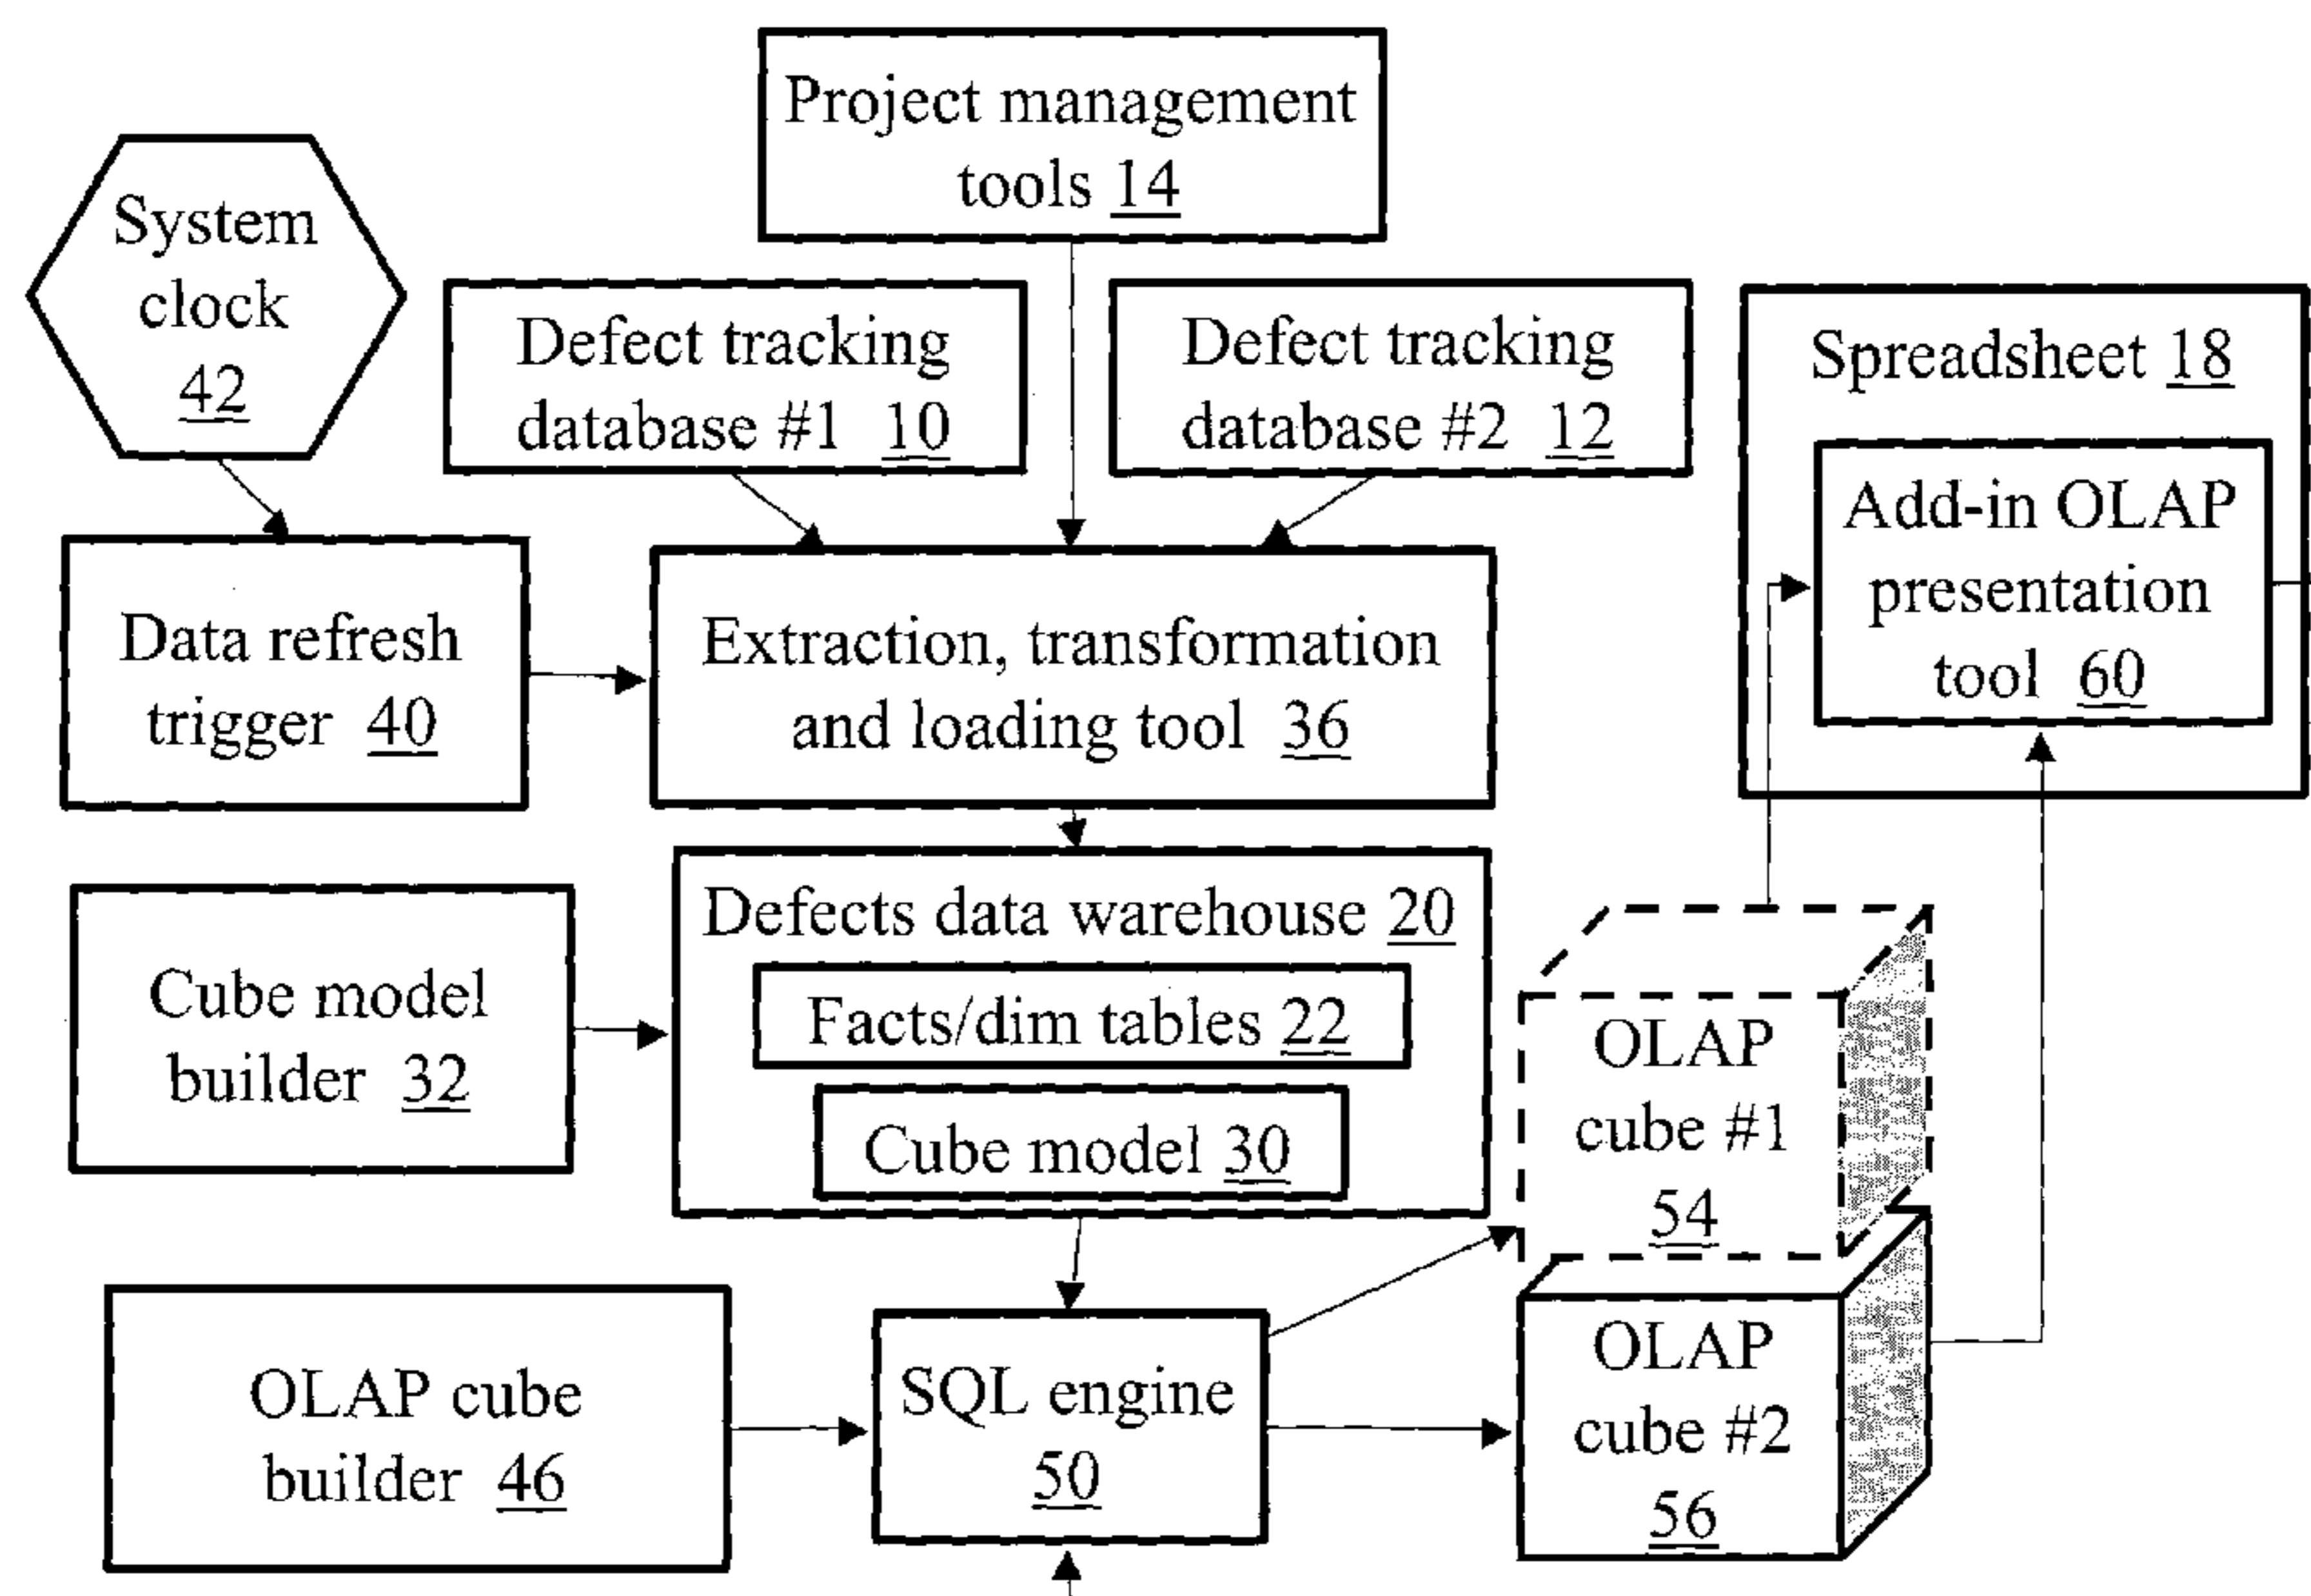 Project management
tools 14
System
clock
42
Defect tracking
database #1 10
Defect tracking
database #2 12
Spreadsheet 18
Add-in OLAP
presentation
tool 60
Data refresh
trigger 40
Extraction, transformation
and loading tool 36
Defects data warehouse 20
Facts/dim tables 22
Cube model 30
Cube model
builder 32
OLAP
cube #1
54
OLAP cube
builder 46
SQL engine
50
OLAP
cube #2
56